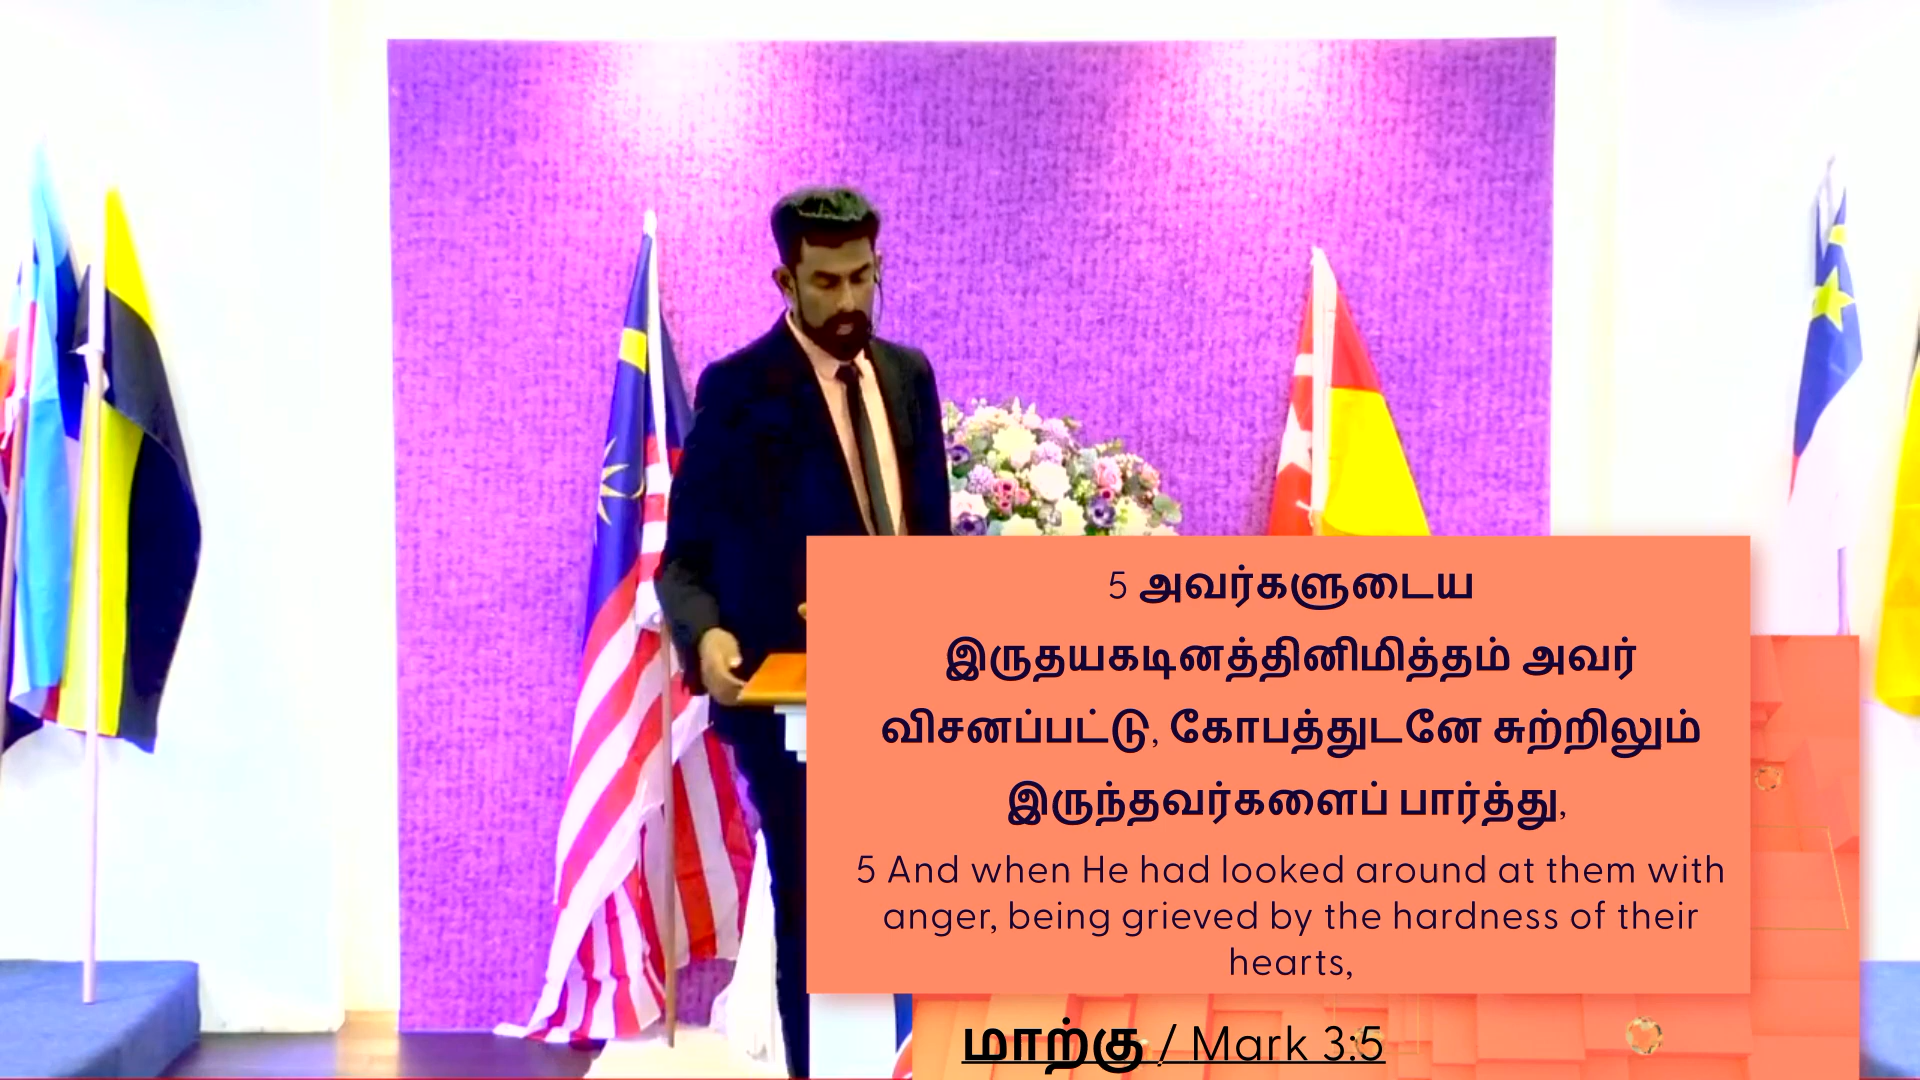 5 அவர்களுடைய
இருதயகடினத்தினிமித்தம் அவர்
விசனப்பட்டு, கோபத்துடனே சுற்றிலும்
இருந்தவர்களைப் பார்த்து,
5 And when He had looked around at them with
anger, being grieved by the hardness of their
hearts,
மாற்கு / Mark 3:5